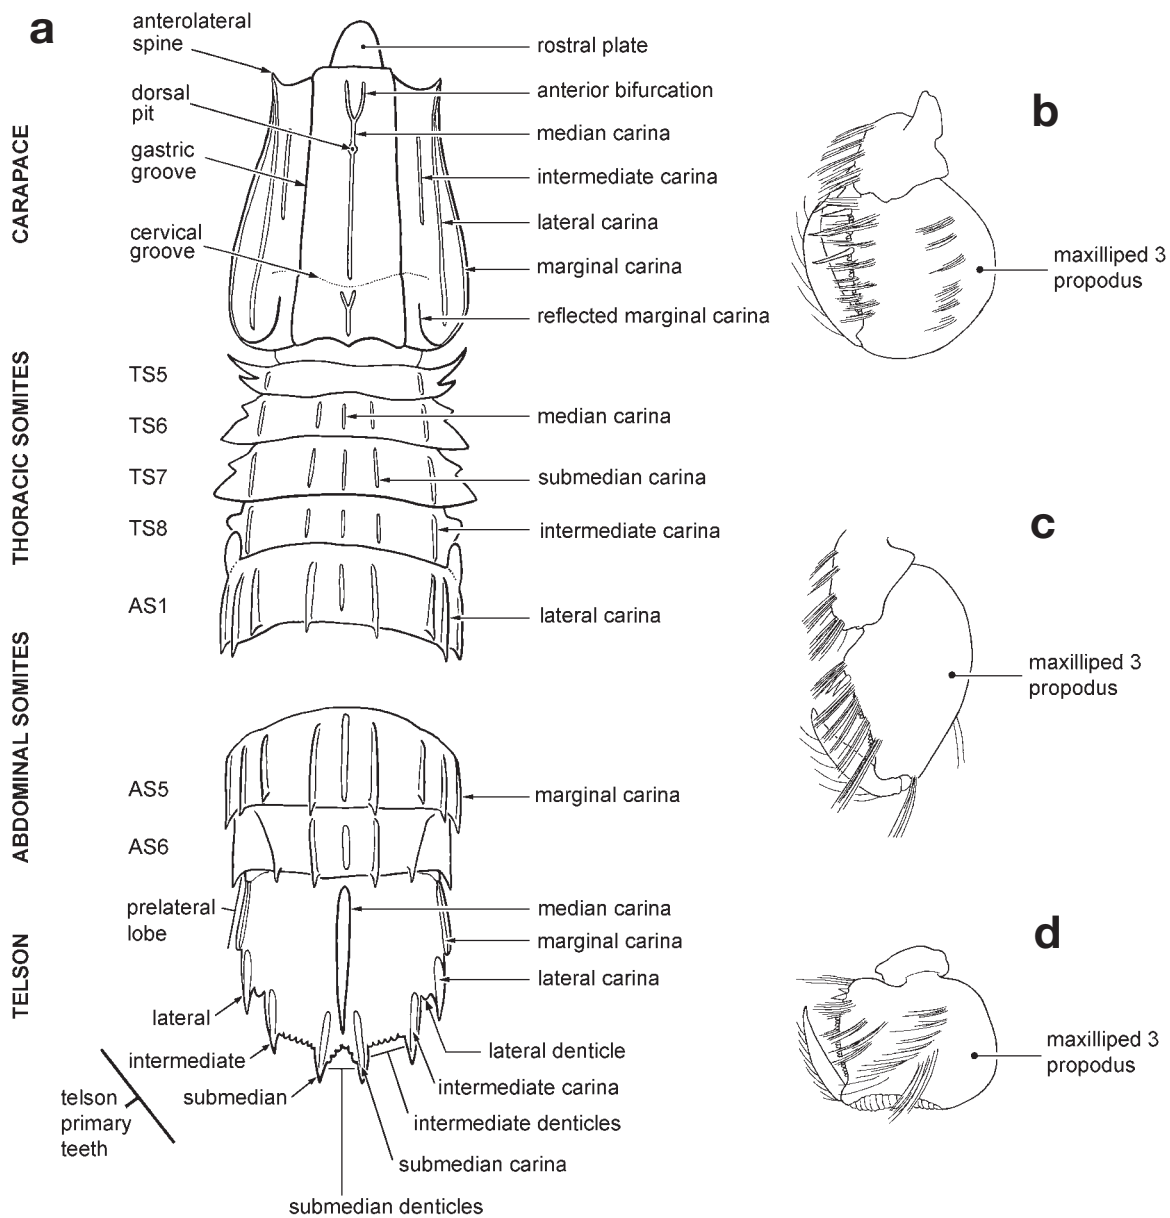 a
anterolateral
spine
rostral plate
dorsal
pit
anterior bifurcation
median carina
gastric
groove
intermediate carina
lateral carina
cervical
groove
marginal carina
reflected marginal carina
CARAPACE
TS5
TS6
median carina
TS7
submedian carina
TS8
intermediate carina
THORACIC SOMITES
AS1
lateral carina
AS5
marginal carina
AS6
ABDOMINAL SOMITES
prelateral
lobe
median carina
marginal carina
lateral carina
TELSON
lateral
intermediate
submedian
telson
primary
teeth
lateral denticle
intermediate carina
intermediate denticles
submedian carina
submedian denticles
b
maxilliped 3
propodus
c
maxilliped 3
propodus
d
maxilliped 3
propodus